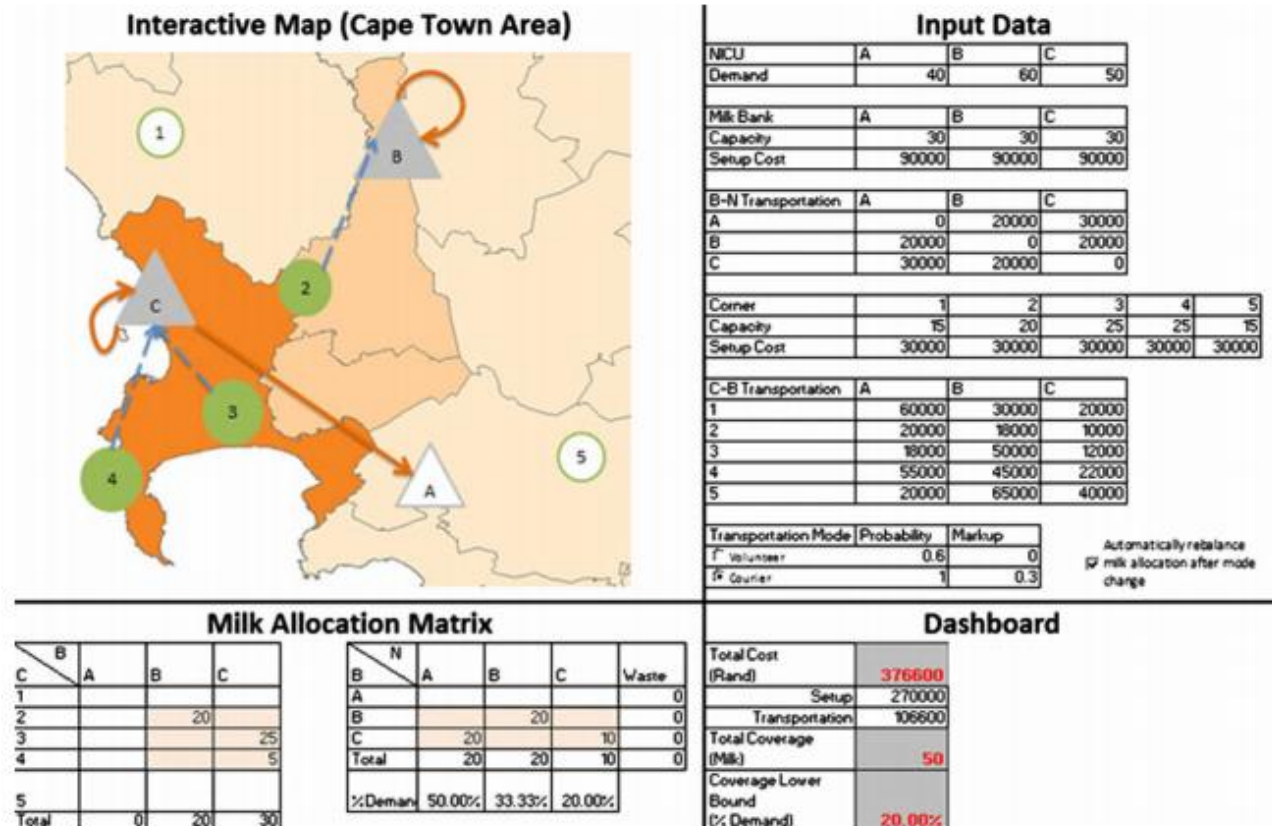 Interactive Map (Cape Town Area)
1
B
C
2
3
4
5
A
Input Data
NICU A B C
Demand 40 60 50
Milk Bank A B C
Capacity 30 30 30
Setup Cost 90000 90000 90000
B-N Transportation A B C
A 0 20000 30000
B 20000 0 20000
C 30000 20000 0
Corner 1 2 3 4 5
Capacity 15 20 25 25 15
Setup Cost 30000 30000 30000 30000 30000
C-B Transportation A B C
1 60000 30000 20000
2 20000 18000 10000
3 18000 50000 12000
4 55000 45000 22000
5 20000 65000 40000
Transportation Mode Probability Markup
Volunteer 0.6 0
Courier 1 0.3
Automatically rebalance
milk allocation after mode
change
Milk Allocation Matrix
B
C A B C
1
2 20
3 25
4 5
5
Total 0 20 30
N
B A B C Waste
A 0
B 20 0
C 20 10 0
Total 20 20 10 0
%Deman 50.00% 33.33% 20.00%
Dashboard
Total Cost
(Rand) 376600
Setup 270000
Transportation 106600
Total Coverage
(Milk) 50
Coverage Lower
Bound
(% Demand) 20.00%